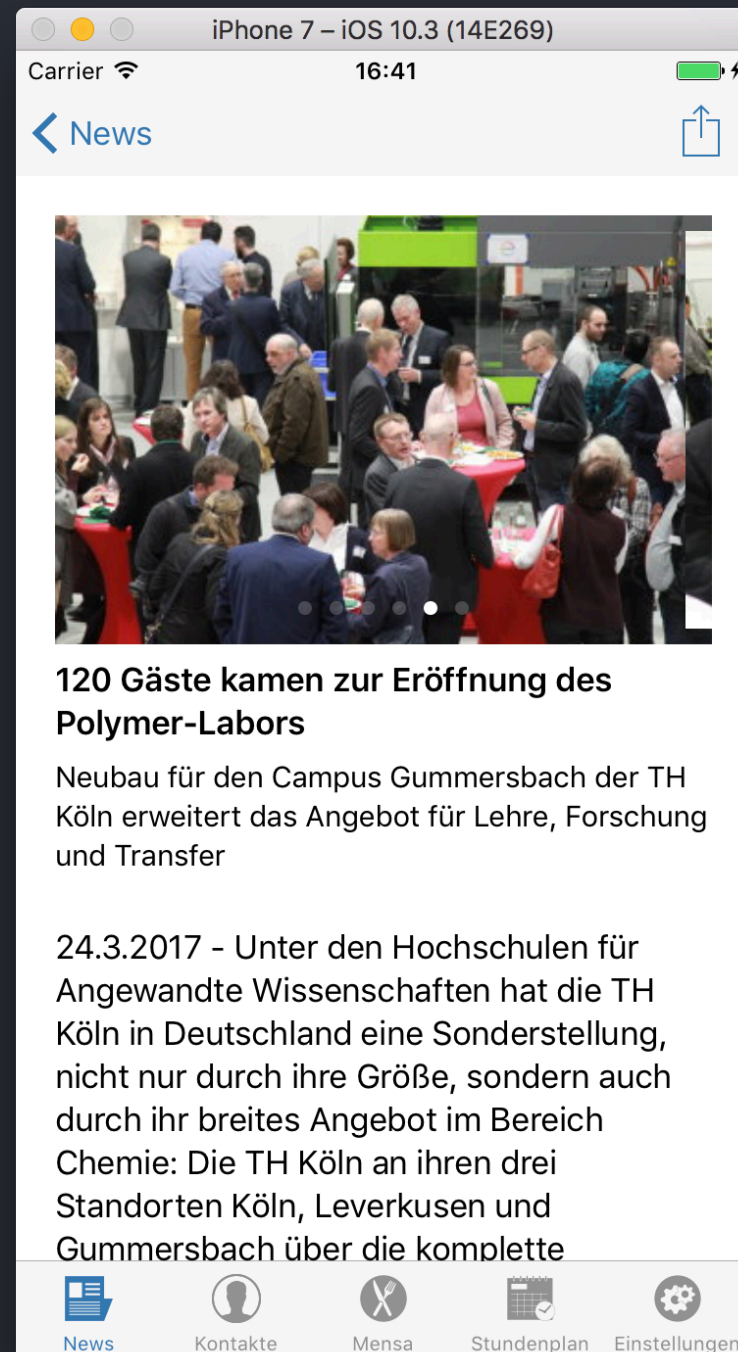 iPhone 7 – iOS 10.3 (14E269)
Carrier
16:41
News
120 Gäste kamen zur Eröffnung des
Polymer-Labors
Neubau für den Campus Gummersbach der TH
Köln erweitert das Angebot für Lehre, Forschung
und Transfer
24.3.2017 - Unter den Hochschulen für
Angewandte Wissenschaften hat die TH
Köln in Deutschland eine Sonderstellung,
nicht nur durch ihre Größe, sondern auch
durch ihr breites Angebot im Bereich
Chemie: Die TH Köln an ihren drei
Standorten Köln, Leverkusen und
Gummersbach über die komplette
News Kontakte Mensa Stundenplan Einstellungen